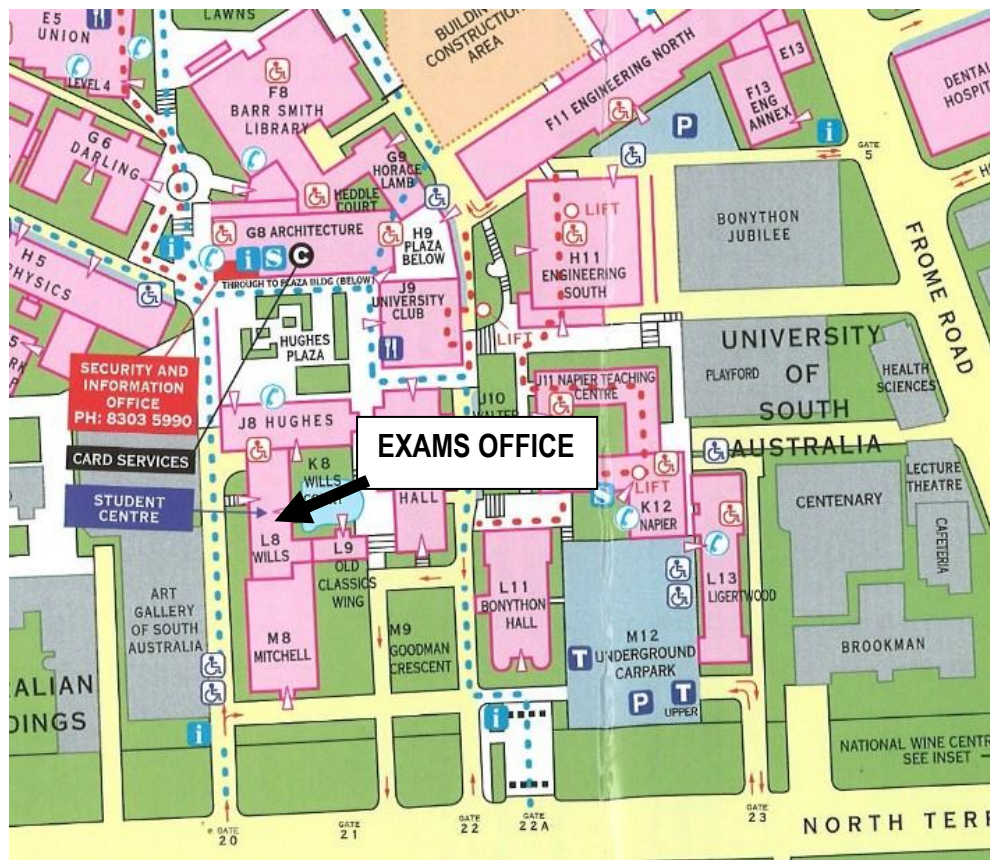 LAWNS
E5
UNION
LEVEL 4
BUILDING
CONSTRUCTION
AREA
F8
BARR SMITH
LIBRARY
F11 ENGINEERING NORTH
E13
F13
ENG
ANNEX
DENTAL
HOSPIT
P
i
GATE
5
G6
DARLING
G9
HORACE
LAMB
HEDDLE
COURT
G8 ARCHITECTURE
i S C
THROUGH TO PLAZA BLDG (BELOW)
H9
PLAZA
BELOW
LIFT
H11
ENGINEERING
SOUTH
BONYTHON
JUBILEE
FROME ROAD
H5
PHYSICS
i
J9
UNIVERSITY
CLUB
LIFT
HUGHES
PLAZA
UNIVERSITY
OF
SOUTH
AUSTRALIA
PLAYFORD
HEALTH
SCIENCES
SECURITY AND
INFORMATION
OFFICE
PH: 8303 5990
J8 HUGHES
J10
J11 NAPIER TEACHING
CENTRE
EXAMS OFFICE
CARD SERVICES
STUDENT
CENTRE
K8
WILLS
HALL
LIFT
S
K12
NAPIER
CENTENARY
LECTURE
THEATRE
CAFETERIA
L8
WILLS
L9
OLD
CLASSICS
WING
L11
BONYTHON
HALL
L13
LIGERTWOOD
ART
GALLERY
OF SOUTH
AUSTRALIA
M8
MITCHELL
M9
GOODMAN
CRESCENT
M12
UNDERGROUND
CARPARK
T
P
T
UPPER
BROOKMAN
ALIAN
DINGS
i
i
NATIONAL WINE CENTR
SEE INSET
GATE
20
GATE
21
GATE
22
GATE
22A
GATE
23
NORTH TERR